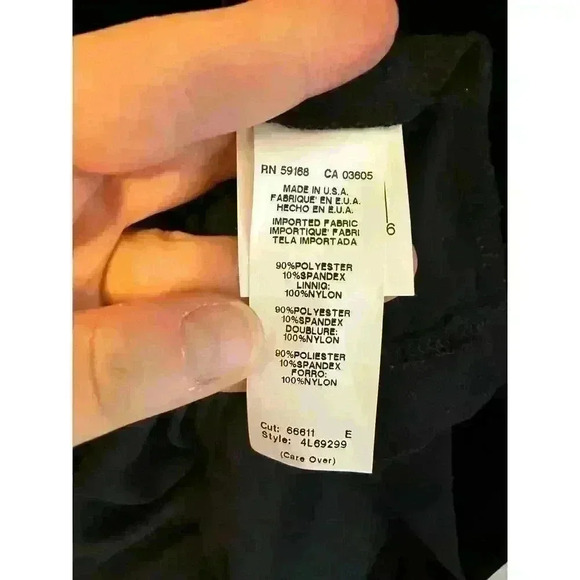 RN 59168 CA 03605
MADE IN U.S.A.
FABRIQUE' EN E.U.A.
HECHO EN E.U.A.
IMPORTED FABRIC
IMPORTIQUE' FABRI
TELA IMPORTADA
6
90%POLYESTER
10%SPANDEX
LINNIG:
100%NYLON
90%POLYESTER
10%SPANDEX
DOUBLURE:
100%NYLON
90%POLIESTER
10%SPANDEX
FORRO:
100%NYLON
Cut: 66611 E
Style: 4L69299
(Care Over)